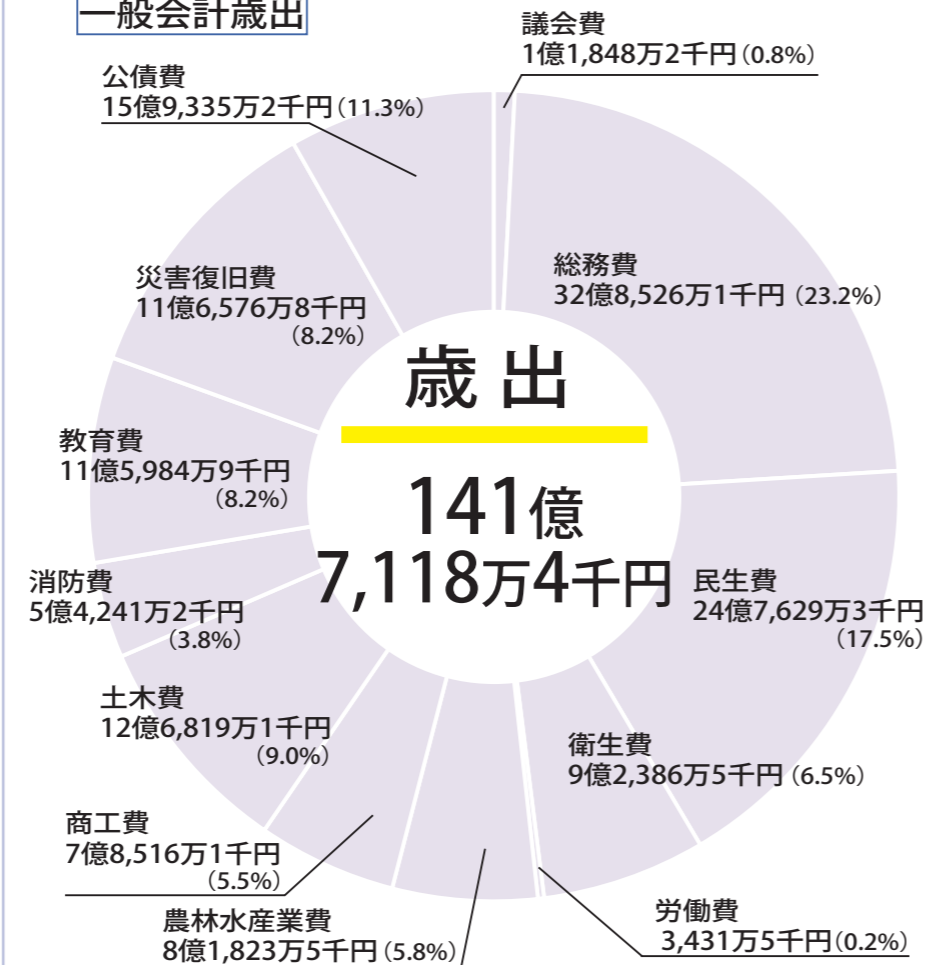 一般会計歳出
議会費
1億1,848万2千円(0.8%)
公債費
15億9,335万2千円(11.3%)
総務費
32億8,526万1千円(23.2%)
災害復旧費
11億6,576万8千円
(8.2%)
歳出
141億
7,118万4千円
教育費
11億5,984万9千円
(8.2%)
消防費
5億4,241万2千円
(3.8%)
民生費
24億7,629万3千円
(17.5%)
土木費
12億6,819万1千円
(9.0%)
衛生費
9億2,386万5千円(6.5%)
商工費
7億8,516万1千円
(5.5%)
農林水産業費
8億1,823万5千円(5.8%)
労働費
3,431万5千円(0.2%)